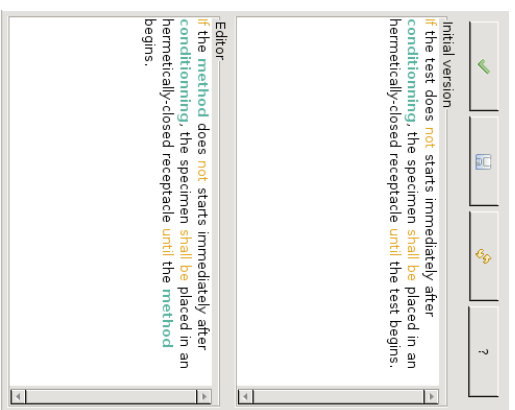 ?
Initial version
If the test does not starts immediately after
conditionning, the specimen shall be placed in an
hermetically-closed receptacle until the test begins.
Editor
If the method does not starts immediately after
conditionning, the specimen shall be placed in an
hermetically-closed receptacle until the method
begins.